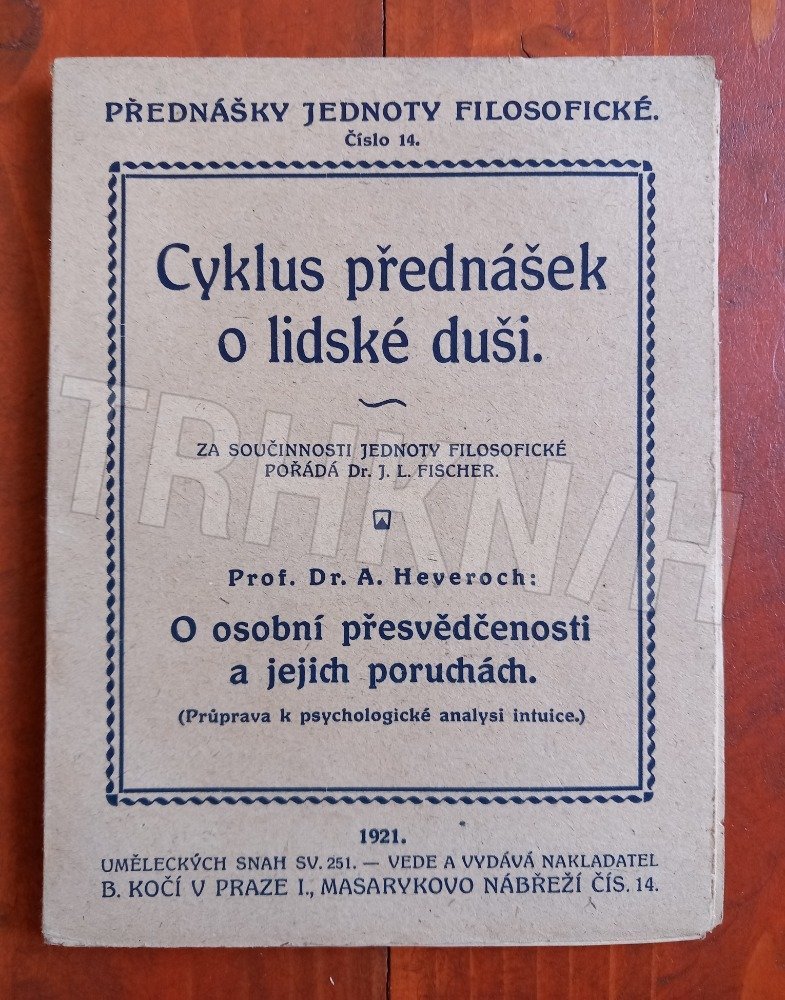 PŘEDNÁŠKY JEDNOTY FILOSOFICKÉ.
Číslo 14.
Cyklus přednášek
o lidské duši.
ZA SOUČINNOSTI JEDNOTY FILOSOFICKÉ
POŘÁDÁ Dr. J. L. FISCHER.
Prof. Dr. A. Heveroch:
O osobní přesvědčenosti
a jejich poruchách.
(Průprava k psychologické analysi intuice.)
1921.
UMĚLECKÝCH SNAH SV. 251. — VEDE A VYDÁVÁ NAKLADATEL
B. KOČÍ V PRAZE I., MASARYKOVO NÁBŘEŽÍ ČÍS. 14.
TRHKNIH